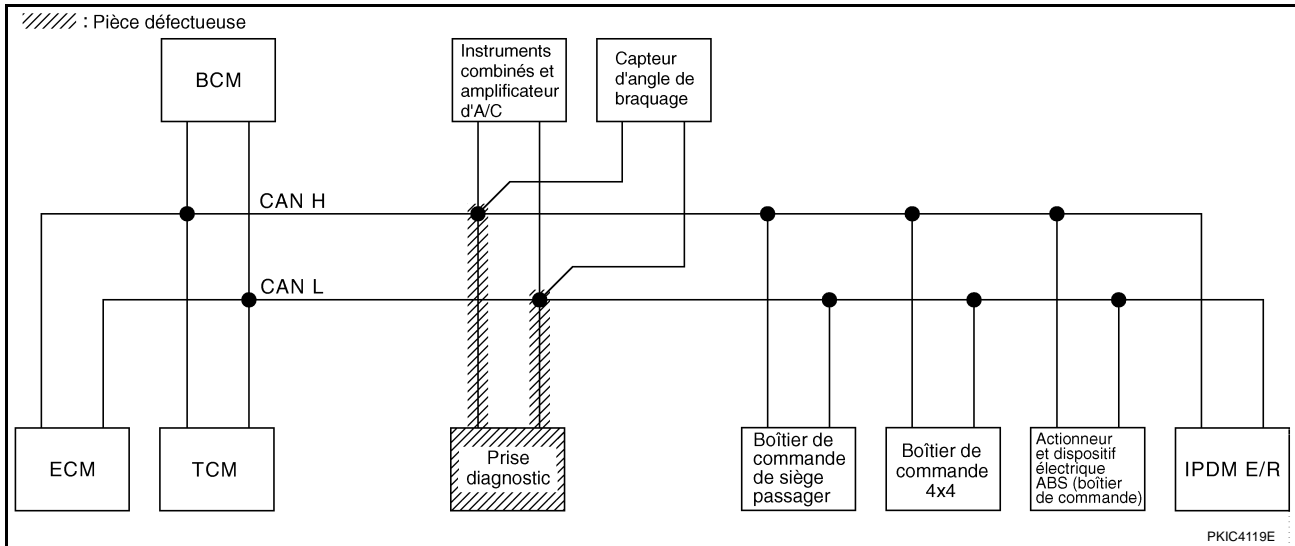 : Pièce défectueuse
BCM
Instruments
combinés et
amplificateur
d'A/C
Capteur
d'angle de
braquage
CAN H
CAN L
ECM
TCM
Prise
diagnostic
Boîtier de
commande
de siège
passager
Boîtier de
commande
4x4
Actionneur
et dispositif
électrique
ABS (boîtier
de commande)
IPDM E/R
PKIC4119E